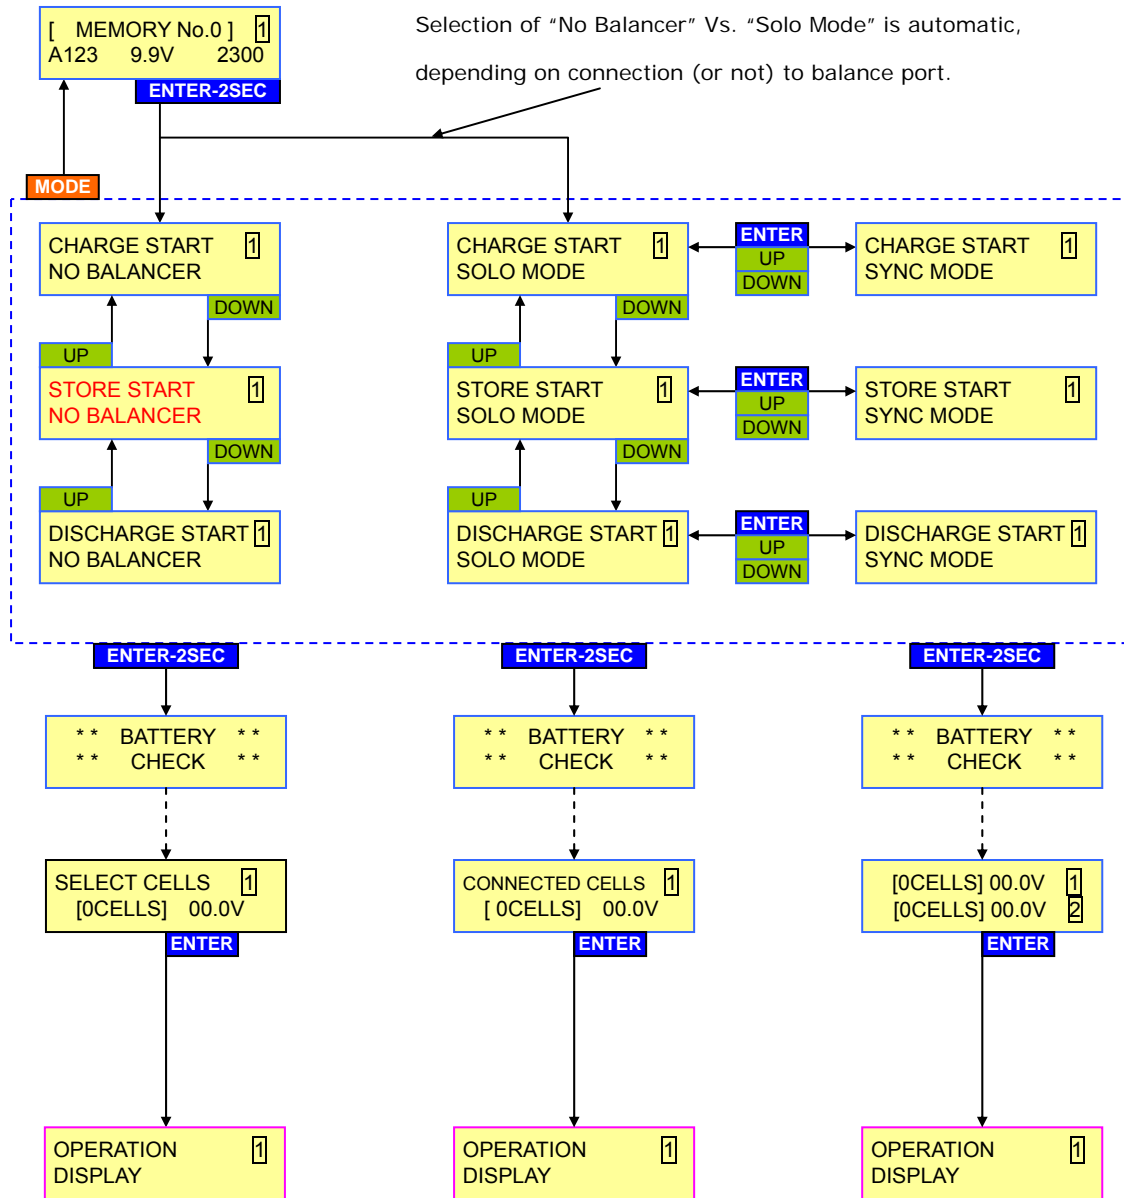 [ MEMORY No.0 ] 1
A123 9.9V 2300
ENTER-2SEC
Selection of “No Balancer” Vs. “Solo Mode” is automatic,
depending on connection (or not) to balance port.
MODE
CHARGE START 1
NO BALANCER
DOWN
UP
STORE START 1
NO BALANCER
DOWN
UP
DISCHARGE START 1
NO BALANCER
CHARGE START 1
SOLO MODE
DOWN
UP
STORE START 1
SOLO MODE
DOWN
UP
DISCHARGE START 1
SOLO MODE
ENTER
UP
DOWN
ENTER
UP
DOWN
ENTER
UP
DOWN
CHARGE START 1
SYNC MODE
STORE START 1
SYNC MODE
DISCHARGE START 1
SYNC MODE
ENTER-2SEC
** BATTERY **
** CHECK **
SELECT CELLS 1
[0CELLS] 00.0V
ENTER
OPERATION 1
DISPLAY
ENTER-2SEC
** BATTERY **
** CHECK **
CONNECTED CELLS 1
[ 0CELLS] 00.0V
ENTER
OPERATION 1
DISPLAY
ENTER-2SEC
** BATTERY **
** CHECK **
[0CELLS] 00.0V 1
[0CELLS] 00.0V 2
ENTER
OPERATION 1
DISPLAY